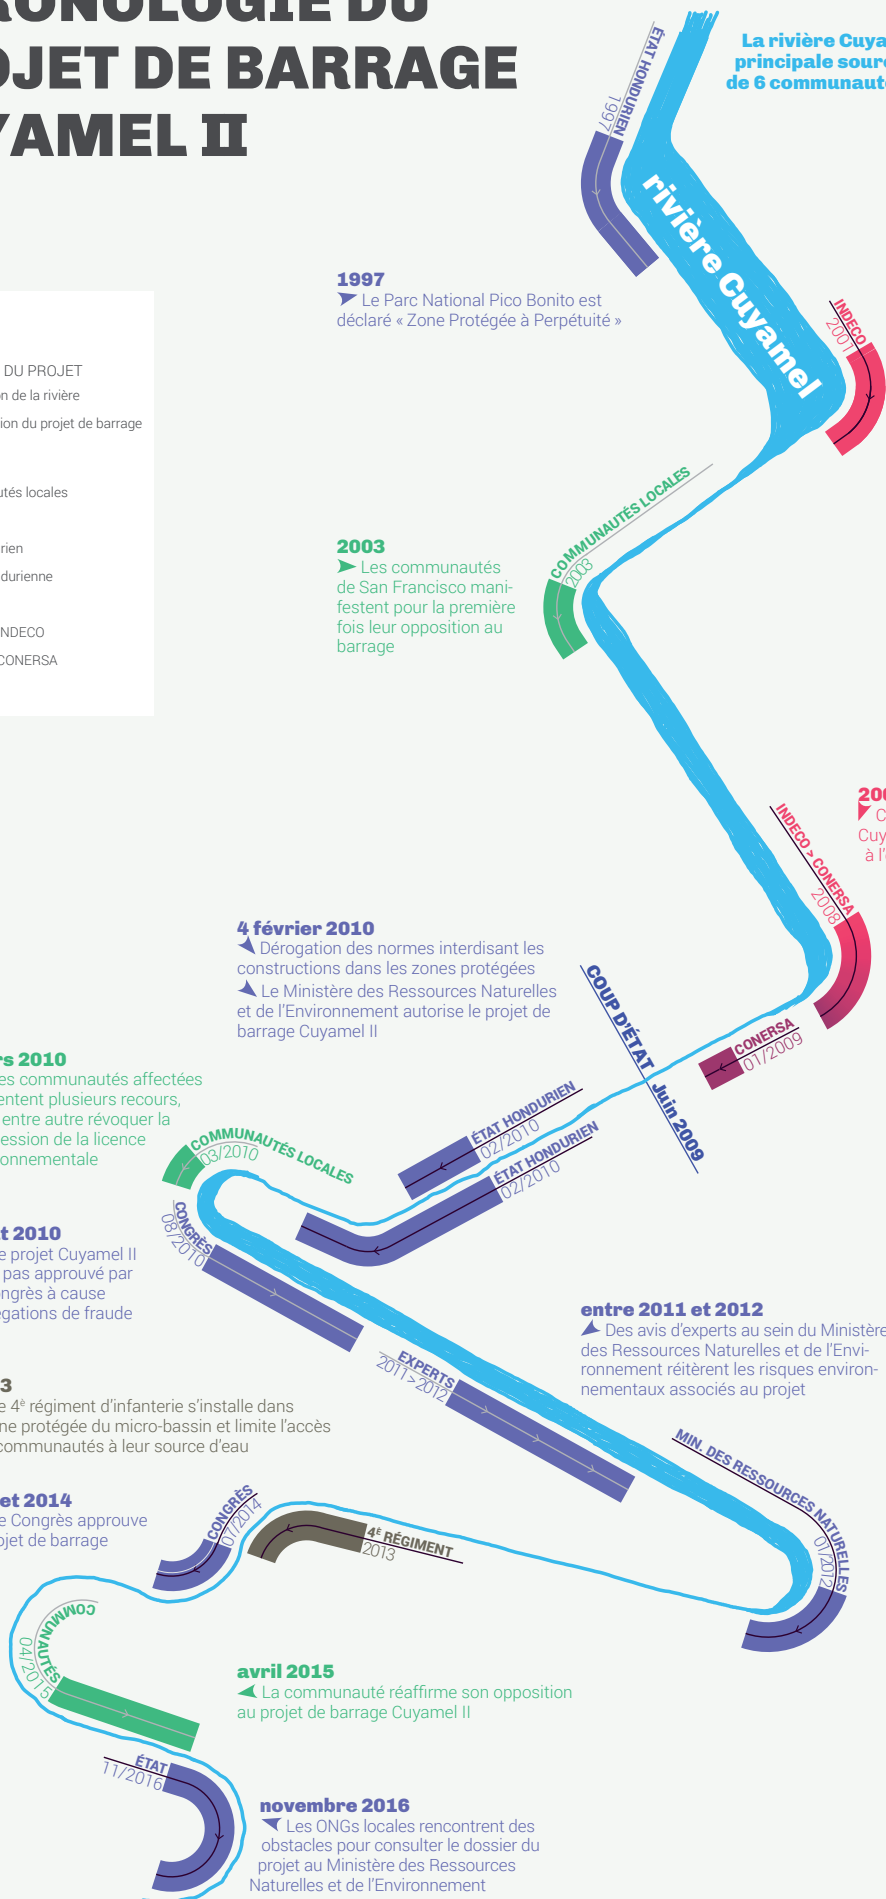 RONOLOGIE DU
OJET DE BARRAGE
YAMEL II
La rivière Cuya
principale sour
de 6 communaut
ÉTAT HONDURIEN
1997
rivière Cuyamel
1997
Le Parc National Pico Bonito est
déclaré « Zone Protégée à Perpétuité »
INDECO
2001
DU PROJET
n de la rivière
ion du projet de barrage
utés locales
rien
durienne
NDECO
CONERSA
COMMUNAUTÉS LOCALES
2003
2003
Les communautés
de San Francisco mani-
festent pour la première
fois leur opposition au
barrage
200
C
Cuy
à l'
INDECO > CONERSA
2008
4 février 2010
Dérogation des normes interdisant les
constructions dans les zones protégées
Le Ministère des Ressources Naturelles
et de l'Environnement autorise le projet de
barrage Cuyamel II
COUP D'ÉTAT Juin 2009
CONERSA
01/2009
rs 2010
es communautés affectées
entent plusieurs recours,
entre autre révoquer la
ession de la licence
onnementale
ÉTAT HONDURIEN
02/2010
ÉTAT HONDURIEN
02/2010
COMMUNAUTÉS LOCALES
03/2010
CONGRÈS
08/2010
t 2010
e projet Cuyamel II
pas approuvé par
ongrès à cause
égations de fraude
entre 2011 et 2012
Des avis d'experts au sein du Ministère
des Ressources Naturelles et de l'Envi-
ronnement réitèrent les risques environ-
nementaux associés au projet
EXPERTS
2011>2012
3
e 4è régiment d'infanterie s'installe dans
ne protégée du micro-bassin et limite l'accès
communautés à leur source d'eau
MIN. DES RESSOURCES NATURELLES
01/2012
et 2014
e Congrès approuve
ojet de barrage
CONGRÈS
07/2014
4È RÉGIMENT
2013
COMMUNAUTÉS
04/2015
avril 2015
La communauté réaffirme son opposition
au projet de barrage Cuyamel II
ÉTAT
11/2016
novembre 2016
Les ONGs locales rencontrent des
obstacles pour consulter le dossier du
projet au Ministère des Ressources
Naturelles et de l'Environnement